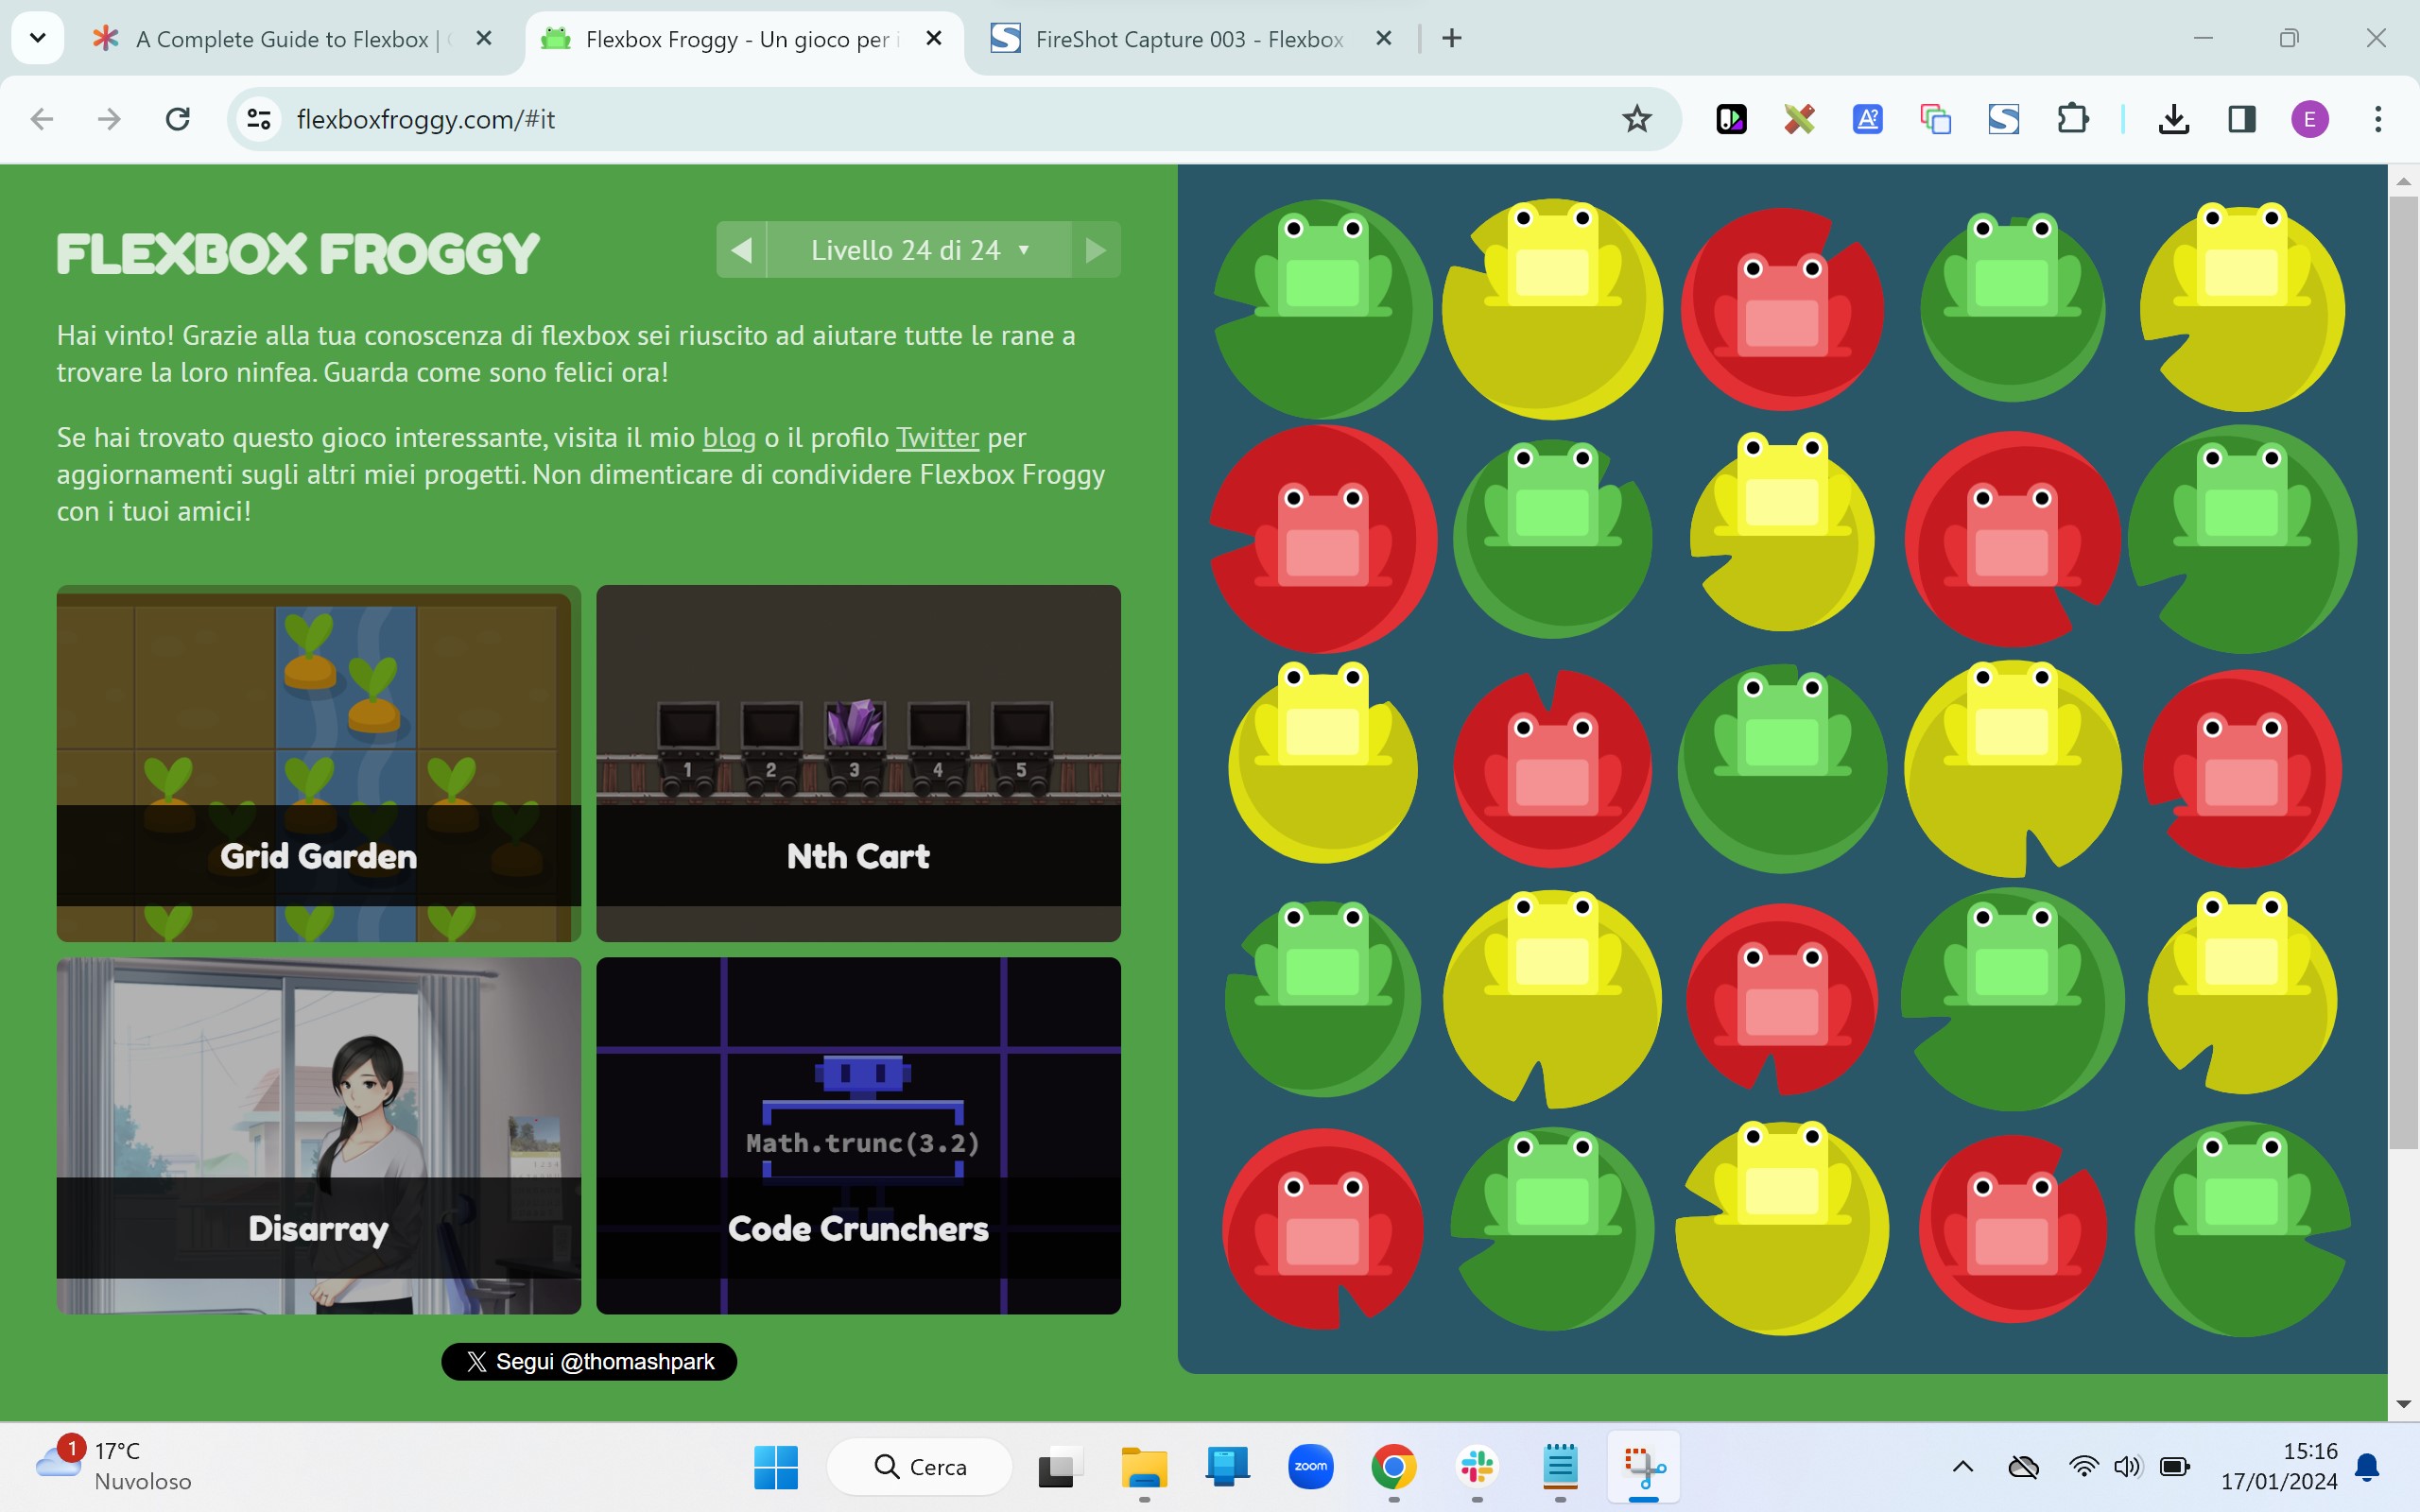 A Complete Guide to Flexbox |
Flexbox Froggy - Un gioco per i
FireShot Capture 003 - Flexbox
flexboxfroggy.com/#it
E
FLEXBOX FROGGY
Livello 24 di 24
Hai vinto! Grazie alla tua conoscenza di flexbox sei riuscito ad aiutare tutte le rane a
trovare la loro ninfea. Guarda come sono felici ora!
Se hai trovato questo gioco interessante, visita il mio blog o il profilo Twitter per
aggiornamenti sugli altri miei progetti. Non dimenticare di condividere Flexbox Froggy
con i tuoi amici!
1 2 3 4 5
Grid Garden
Nth Cart
Math.trunc(3.2)
Disarray
Code Crunchers
Segui @thomashpark
1
17°C
Nuvoloso
Cerca
zoom
15:16
17/01/2024